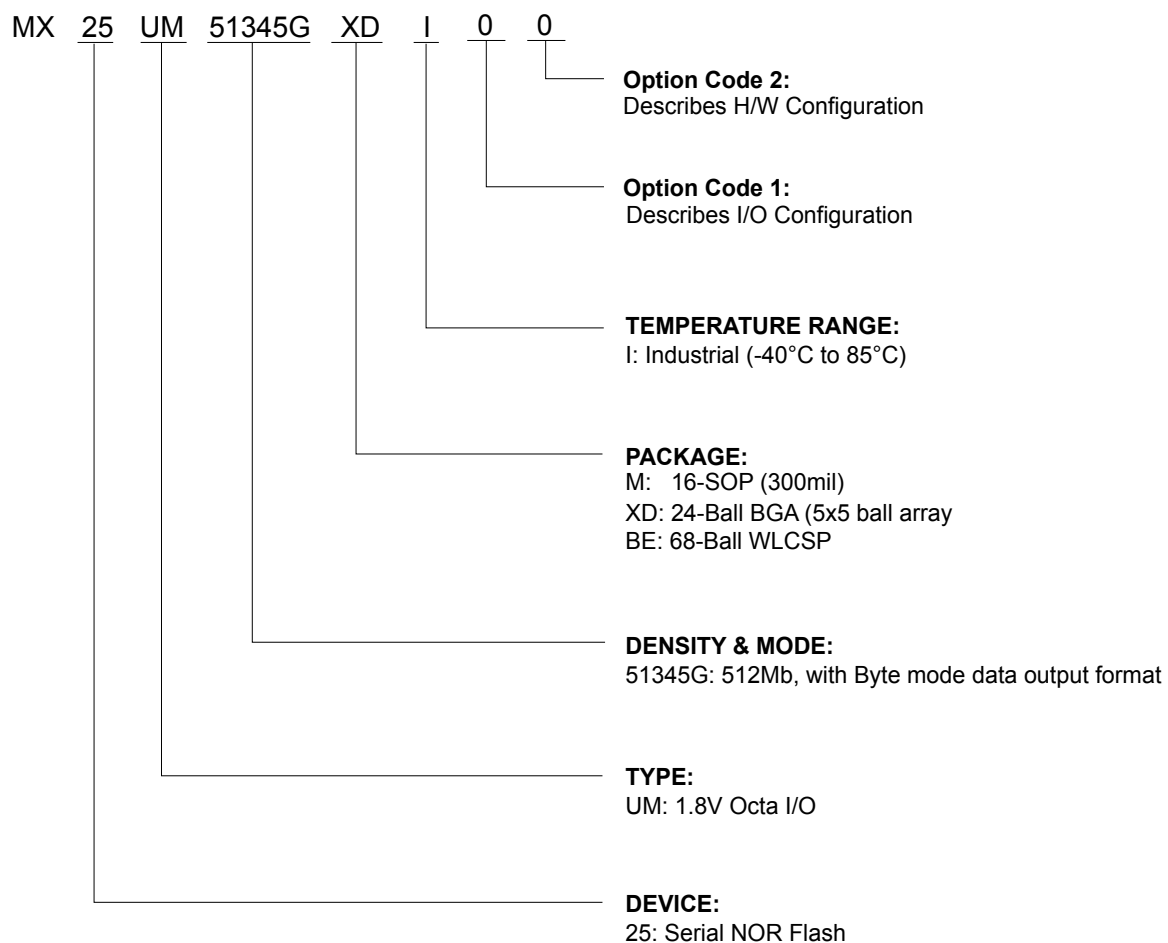 MX 25 UM 51345G XD I 0 0
Option Code 2:
Describes H/W Configuration
Option Code 1:
Describes I/O Configuration
TEMPERATURE RANGE:
I: Industrial (-40°C to 85°C)
PACKAGE:
M: 16-SOP (300mil)
XD: 24-Ball BGA (5x5 ball array
BE: 68-Ball WLCSP
DENSITY & MODE:
51345G: 512Mb, with Byte mode data output format
TYPE:
UM: 1.8V Octa I/O
DEVICE:
25: Serial NOR Flash